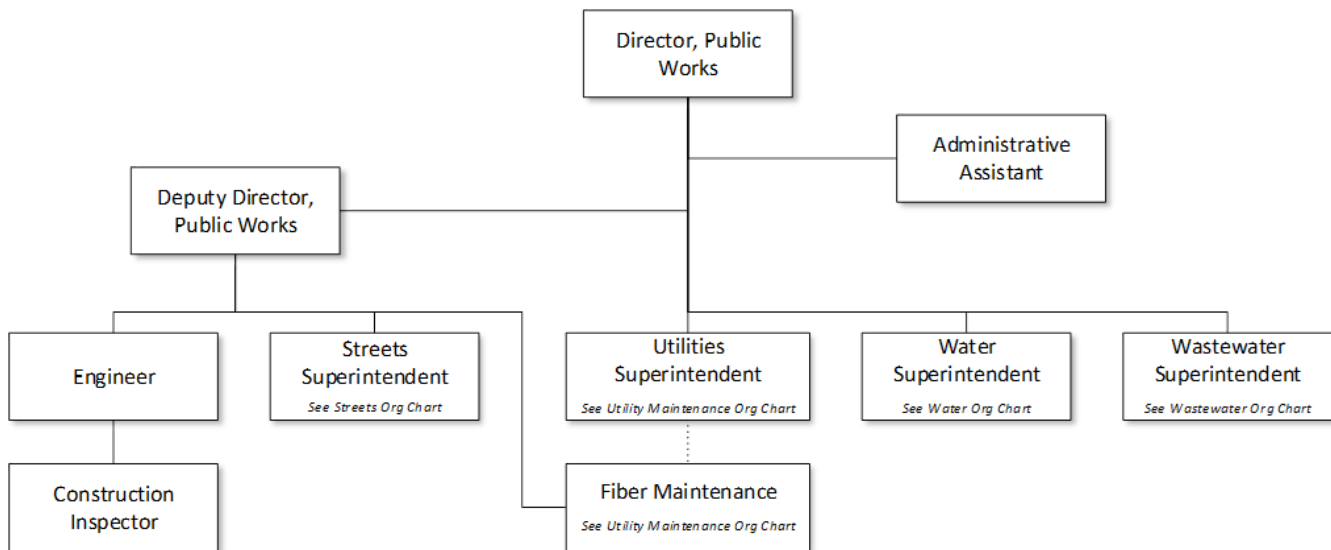 Director, Public
Works
Administrative
Assistant
Deputy Director,
Public Works
Engineer
Streets
Superintendent
See Streets Org Chart
Utilities
Superintendent
See Utility Maintenance Org Chart
Water
Superintendent
See Water Org Chart
Wastewater
Superintendent
See Wastewater Org Chart
Construction
Inspector
Fiber Maintenance
See Utility Maintenance Org Chart